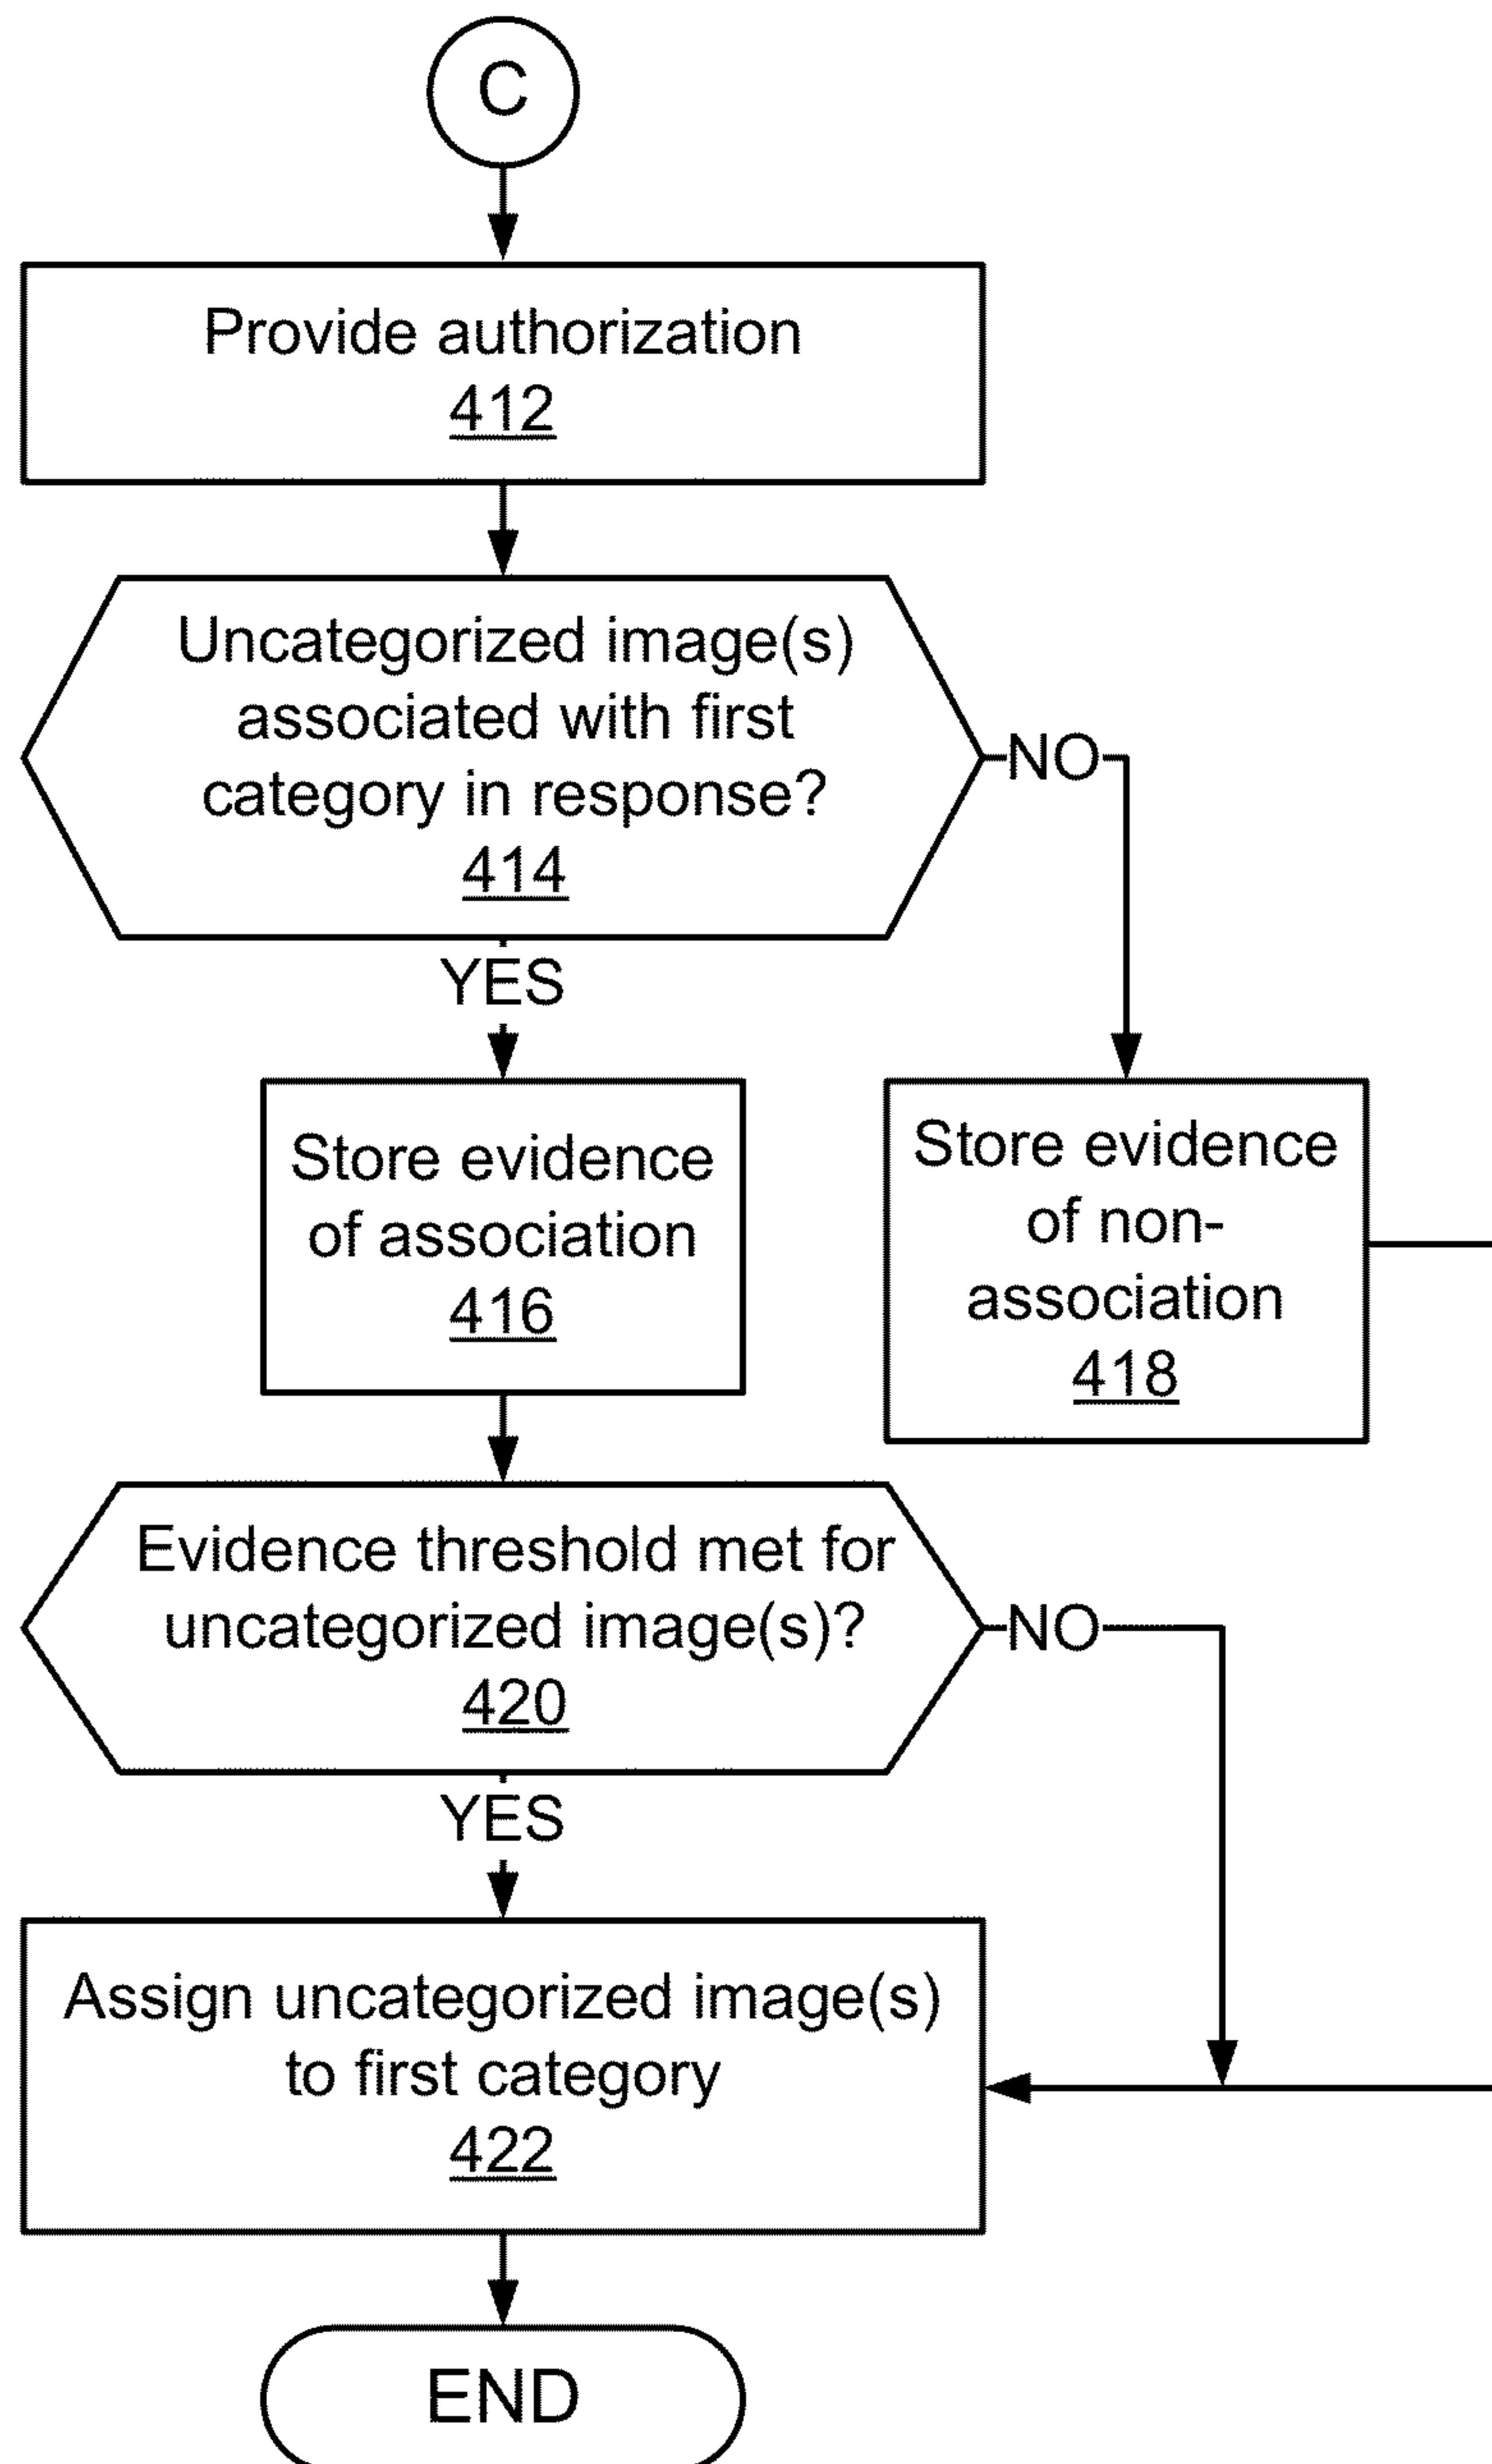 C
Provide authorization
412
Uncategorized image(s)
associated with first
category in response?
414
NO
YES
Store evidence
of association
416
Store evidence
of non-
association
418
Evidence threshold met for
uncategorized image(s)?
420
NO
YES
Assign uncategorized image(s)
to first category
422
END